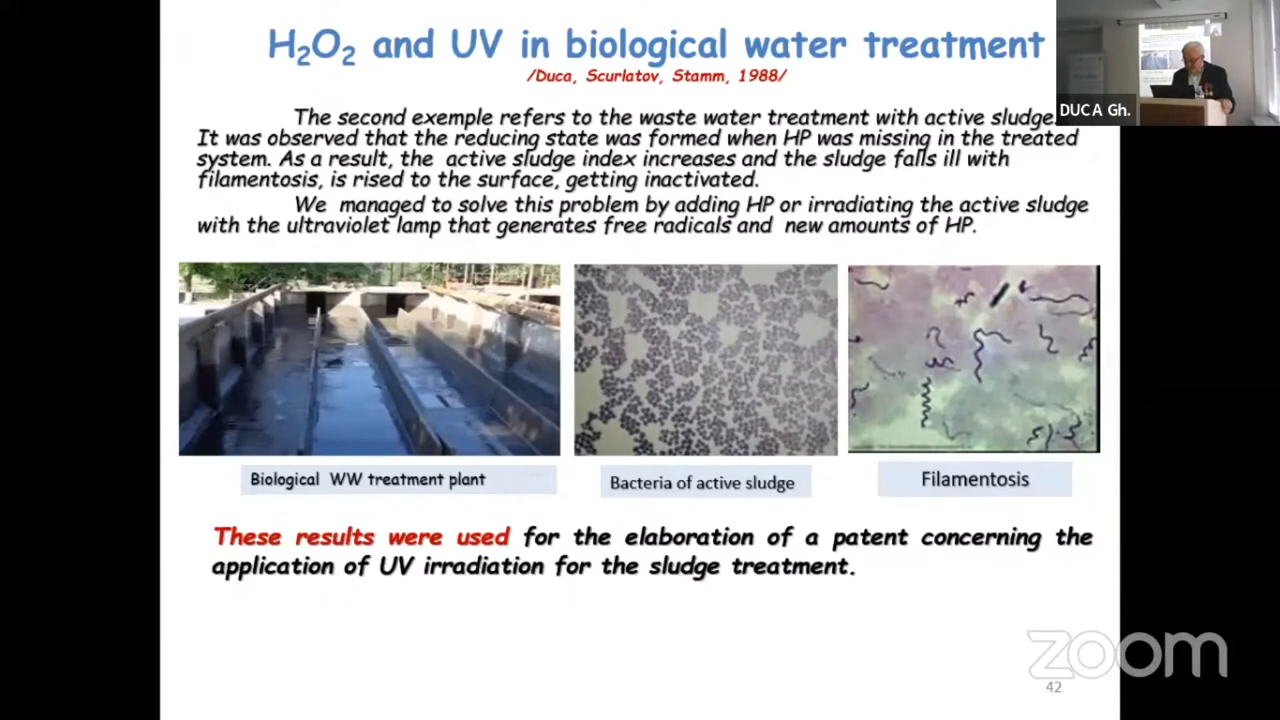 H₂O₂ and UV in biological water treatment
/Duca, Scurlatov, Stamm, 1988/
DUCA Gh.
The second exemple refers to the waste water treatment with active sludge.
It was observed that the reducing state was formed when HP was missing in the treated
system. As a result, the active sludge index increases and the sludge falls ill with
filamentosis, is rised to the surface, getting inactivated.
We managed to solve this problem by adding HP or irradiating the active sludge
with the ultraviolet lamp that generates free radicals and new amounts of HP.
Biological WW treatment plant
Bacteria of active sludge
Filamentosis
These results were used for the elaboration of a patent concerning the
application of UV irradiation for the sludge treatment.
zoom
42